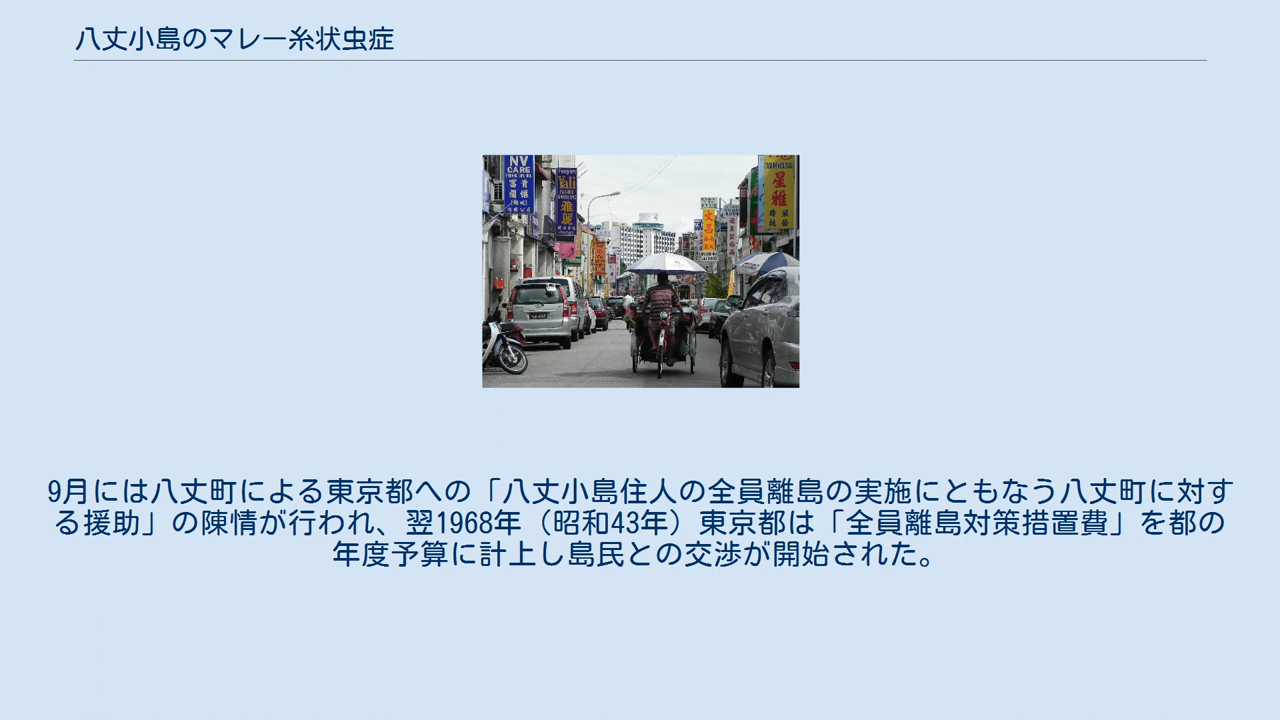 八丈小島のマレー糸状虫症
NV
CARE
Yali
雅
麗
文
昌
星
雅
9月には八丈町による東京都への「八丈小島住人の全員離島の実施にともなう八丈町に対す
る援助」の陳情が行われ、翌1968年（昭和43年）東京都は「全員離島対策措置費」を都の
年度予算に計上し島民との交渉が開始された。